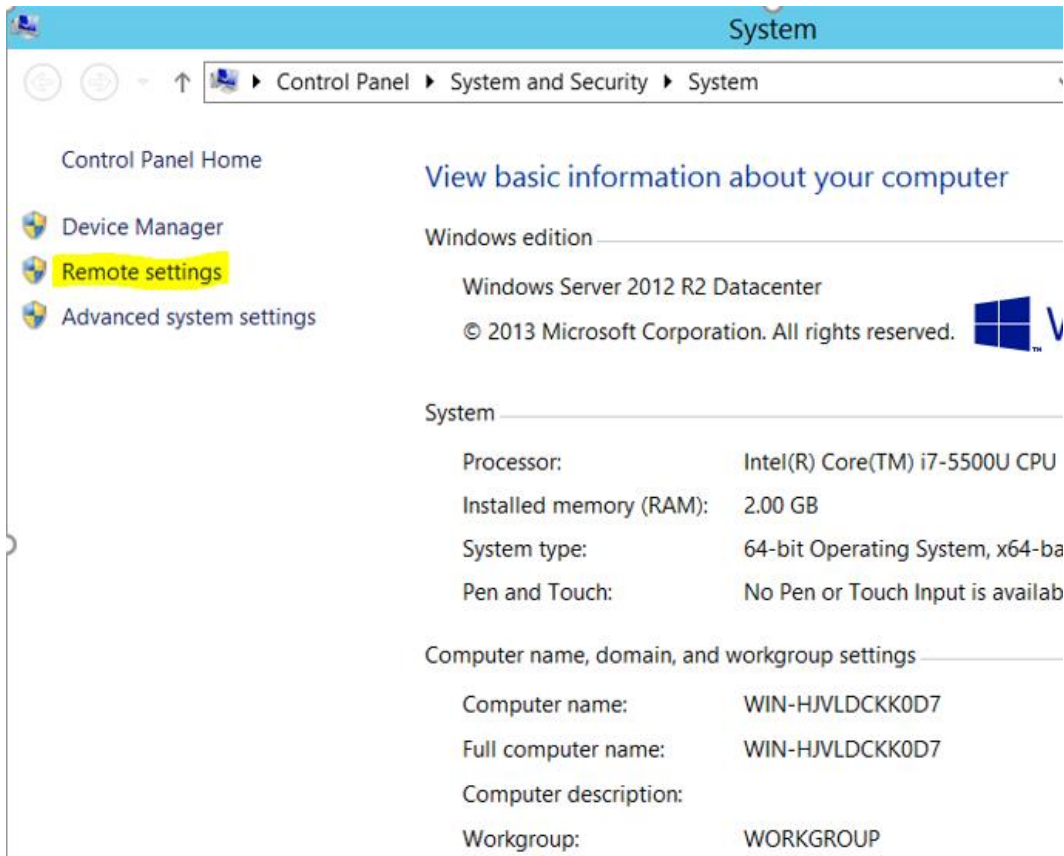 System
Control Panel System and Security System
Control Panel Home
Device Manager
Remote settings
Advanced system settings
View basic information about your computer
Windows edition
Windows Server 2012 R2 Datacenter
© 2013 Microsoft Corporation. All rights reserved.
System
Processor: Intel(R) Core(TM) i7-5500U CPU
Installed memory (RAM): 2.00 GB
System type: 64-bit Operating System, x64-ba
Pen and Touch: No Pen or Touch Input is availab
Computer name, domain, and workgroup settings
Computer name: WIN-HJVLDCKK0D7
Full computer name: WIN-HJVLDCKK0D7
Computer description:
Workgroup: WORKGROUP